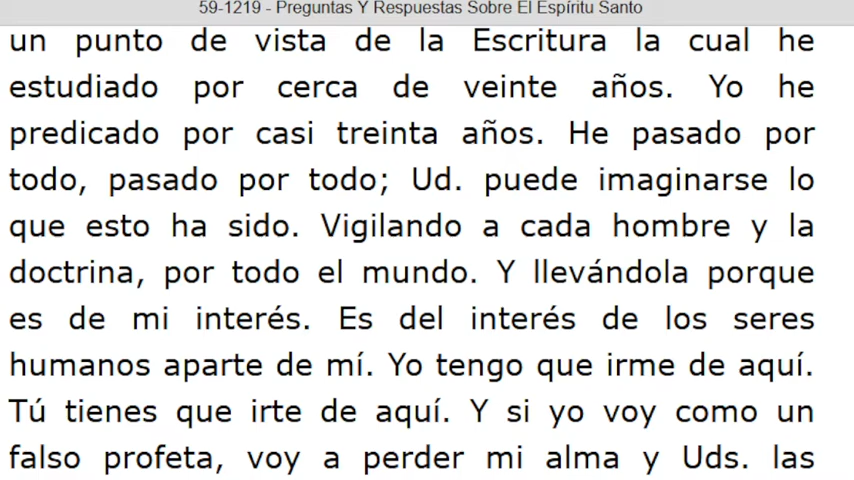 59-1219 - Preguntas Y Respuestas Sobre El Espíritu Santo
un punto de vista de la Escritura la cual he
estudiado por cerca de veinte años. Yo he
predicado por casi treinta años. He pasado por
todo, pasado por todo; Ud. puede imaginarse lo
que esto ha sido. Vigilando a cada hombre y la
doctrina, por todo el mundo. Y llevándola porque
es de mi interés. Es del interés de los seres
humanos aparte de mí. Yo tengo que irme de aquí.
Tú tienes que irte de aquí. Y si yo voy como un
falso profeta, voy a perder mi alma y Uds. las